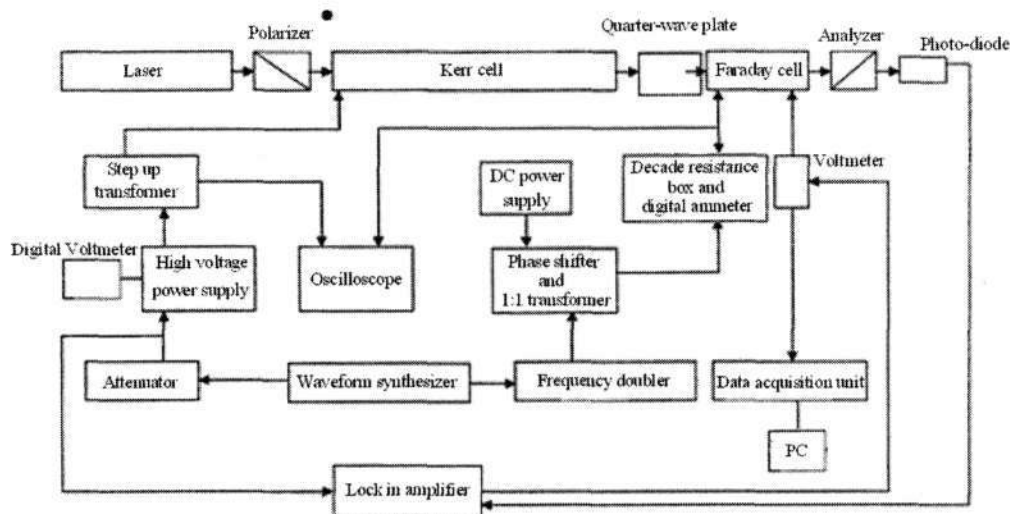 Quarter-wave plate
Polarizer
Analyzer
Photo-diode
Laser
Kerr cell
Faraday cell
Step up
transformer
DC power
supply
Decade resistance
box and
digital ammeter
Voltmeter
Digital Voltmeter
High voltage
power supply
Oscilloscope
Phase shifter
and
1:1 transformer
Attenuator
Waveform synthesizer
Frequency doubler
Data acquisition unit
PC
Lock in amplifier